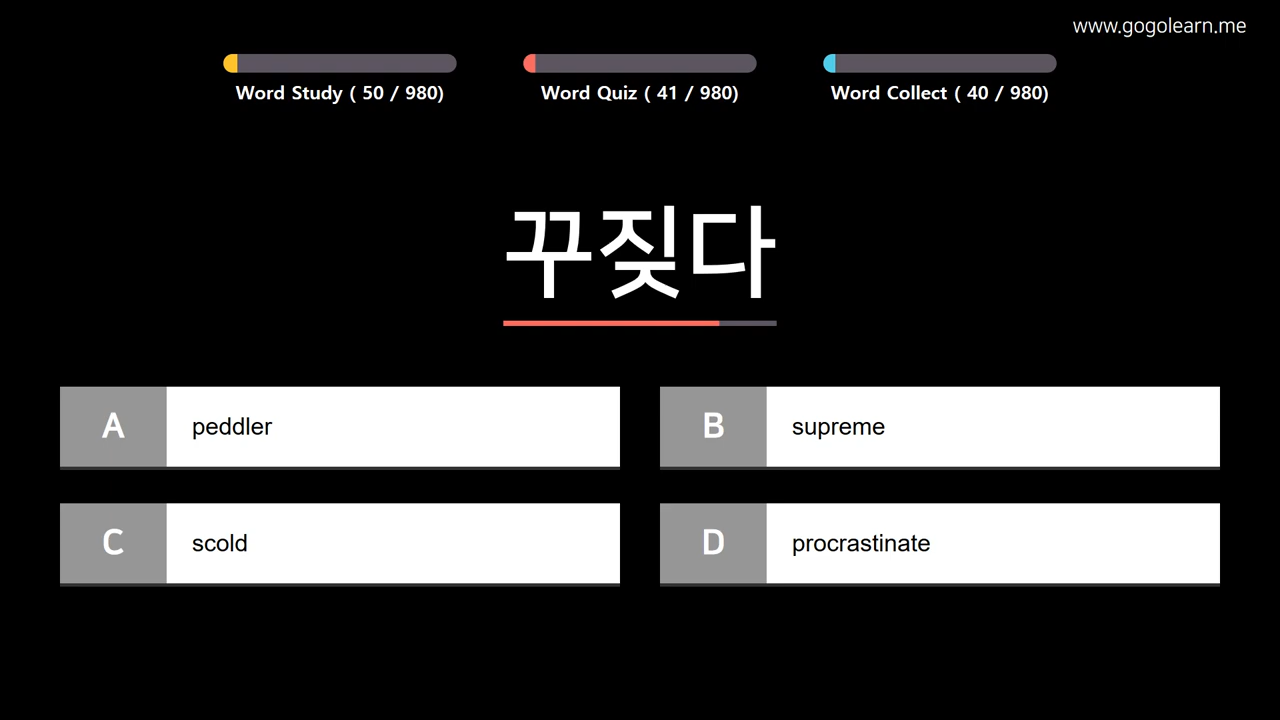 www.gogolearn.me
Word Study ( 50 / 980)
Word Quiz ( 41 / 980)
Word Collect ( 40 / 980)
꾸짖다
A peddler
B supreme
C scold
D procrastinate